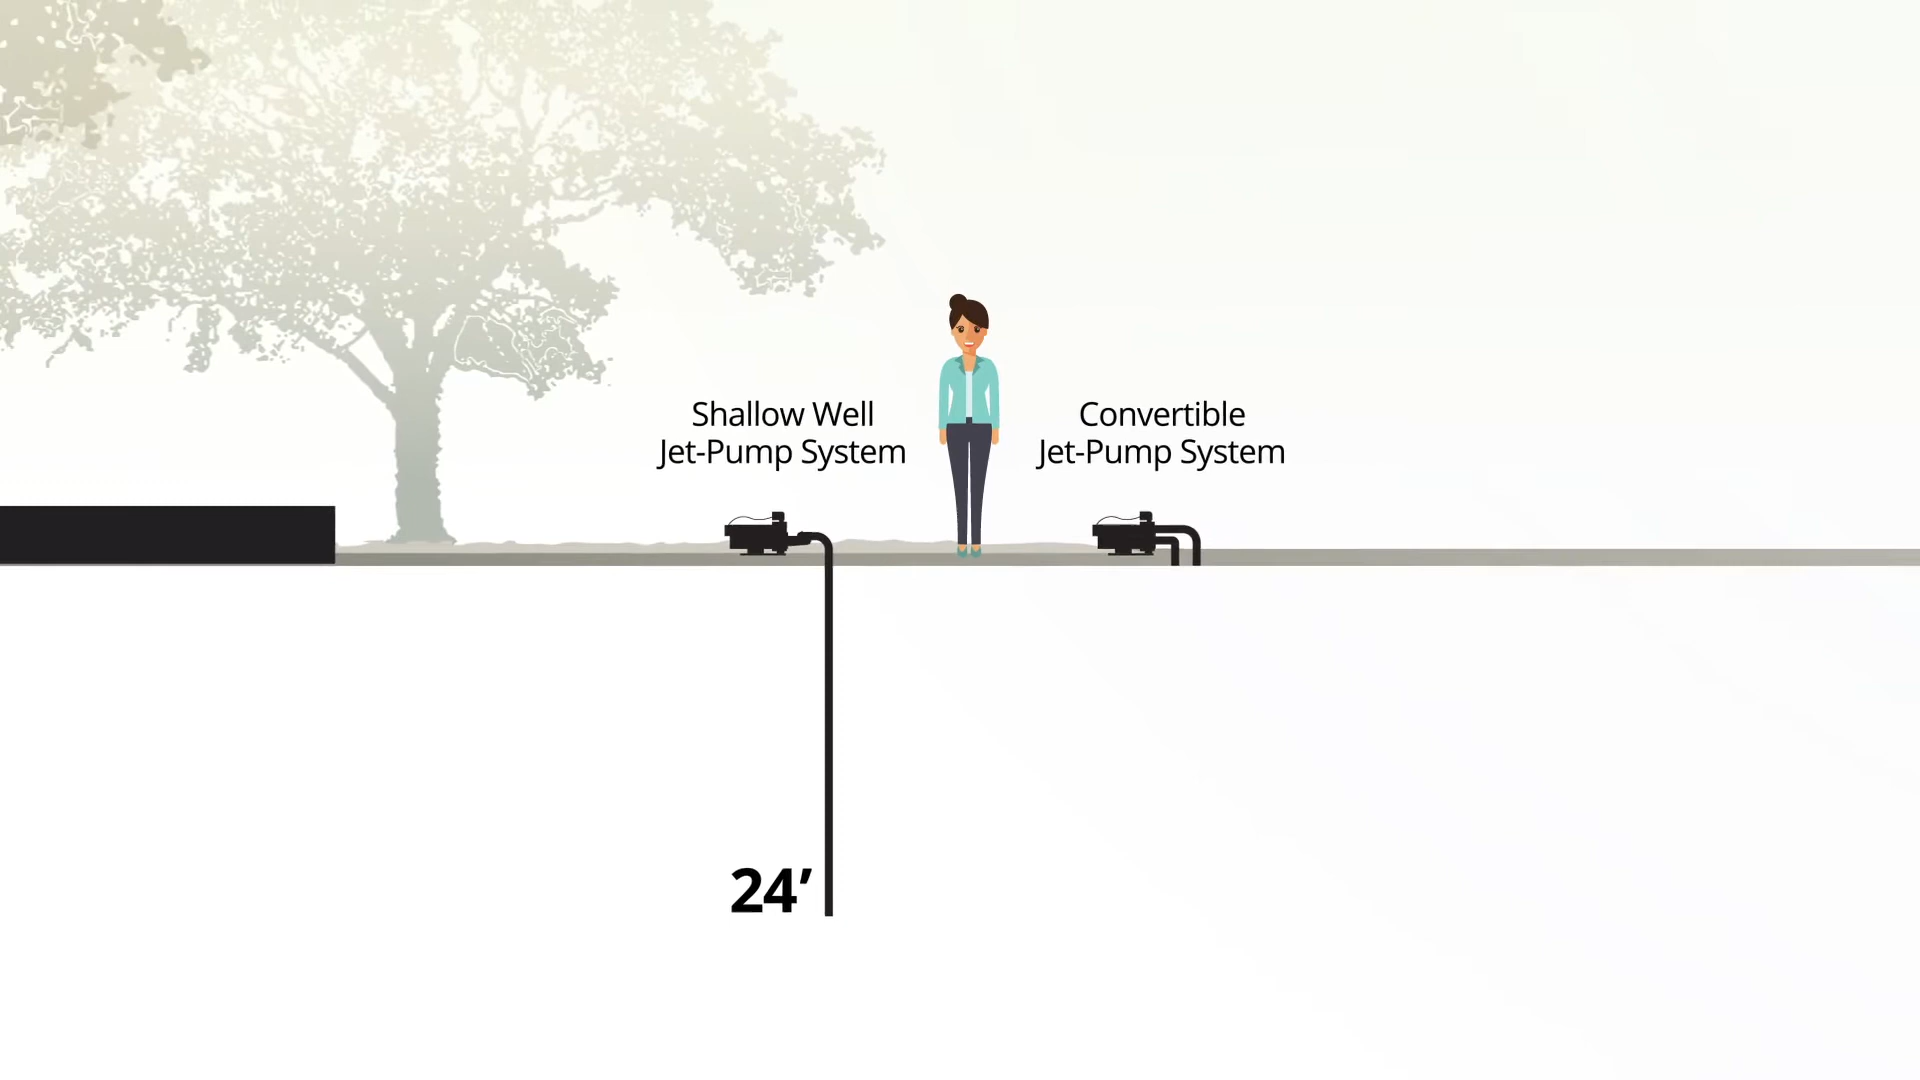 Shallow Well
Jet-Pump System
Convertible
Jet-Pump System
24’